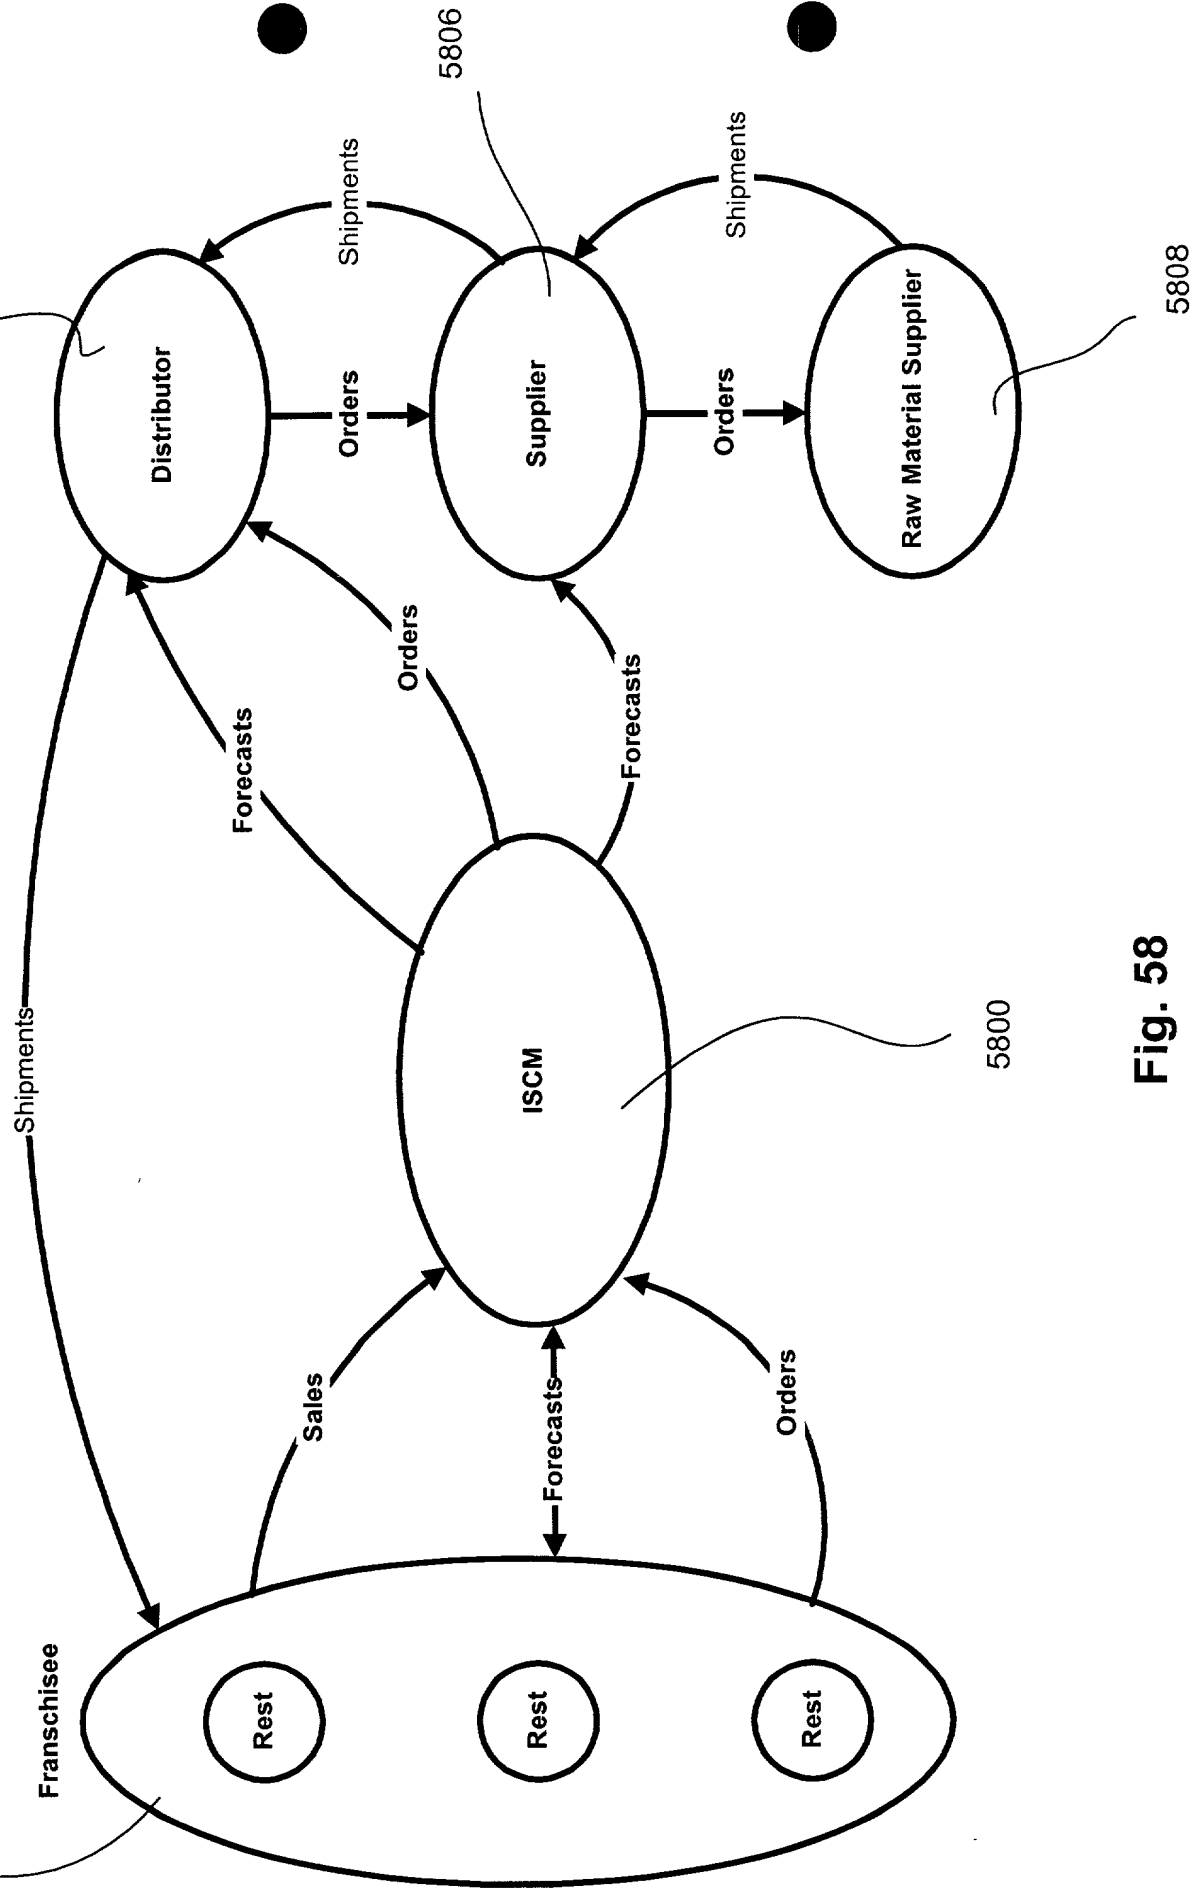 Shipments
Franschisee
Rest
Rest
Rest
Sales
Forecasts
Orders
ISCM
5800
Forecasts
Orders
Forecasts
Distributor
Orders
Shipments
Supplier
5806
Orders
Shipments
Raw Material Supplier
5808
Fig. 58